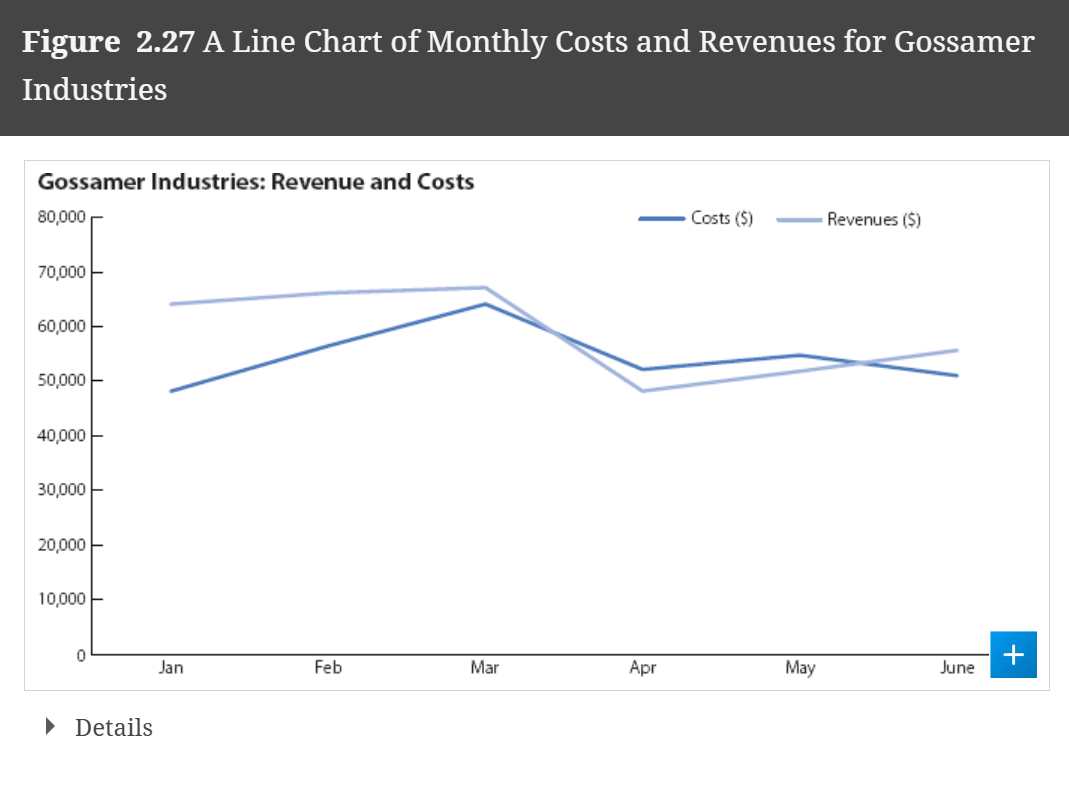 Figure 2.27 A Line Chart of Monthly Costs and Revenues for Gossamer
Industries
Gossamer Industries: Revenue and Costs
80,000
Costs ($) Revenues ($)
70,000
60,000
50,000
40,000
30,000
20,000
10,000
0
Jan Feb Mar Apr May June
+
Details